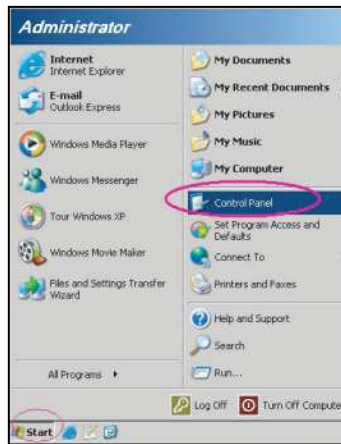 Administrator
Internet
Internet Explorer
E-mail
Outlook Express
Windows Media Player
Windows Messenger
Tour Windows XP
Windows Movie Maker
Files and Settings Transfer
Wizard
All Programs
My Documents
My Recent Documents
My Pictures
My Music
My Computer
Control Panel
Set Program Access and
Defaults
Connect To
Printers and Faxes
Help and Support
Search
Run...
Log Off
Turn Off Compute
Start